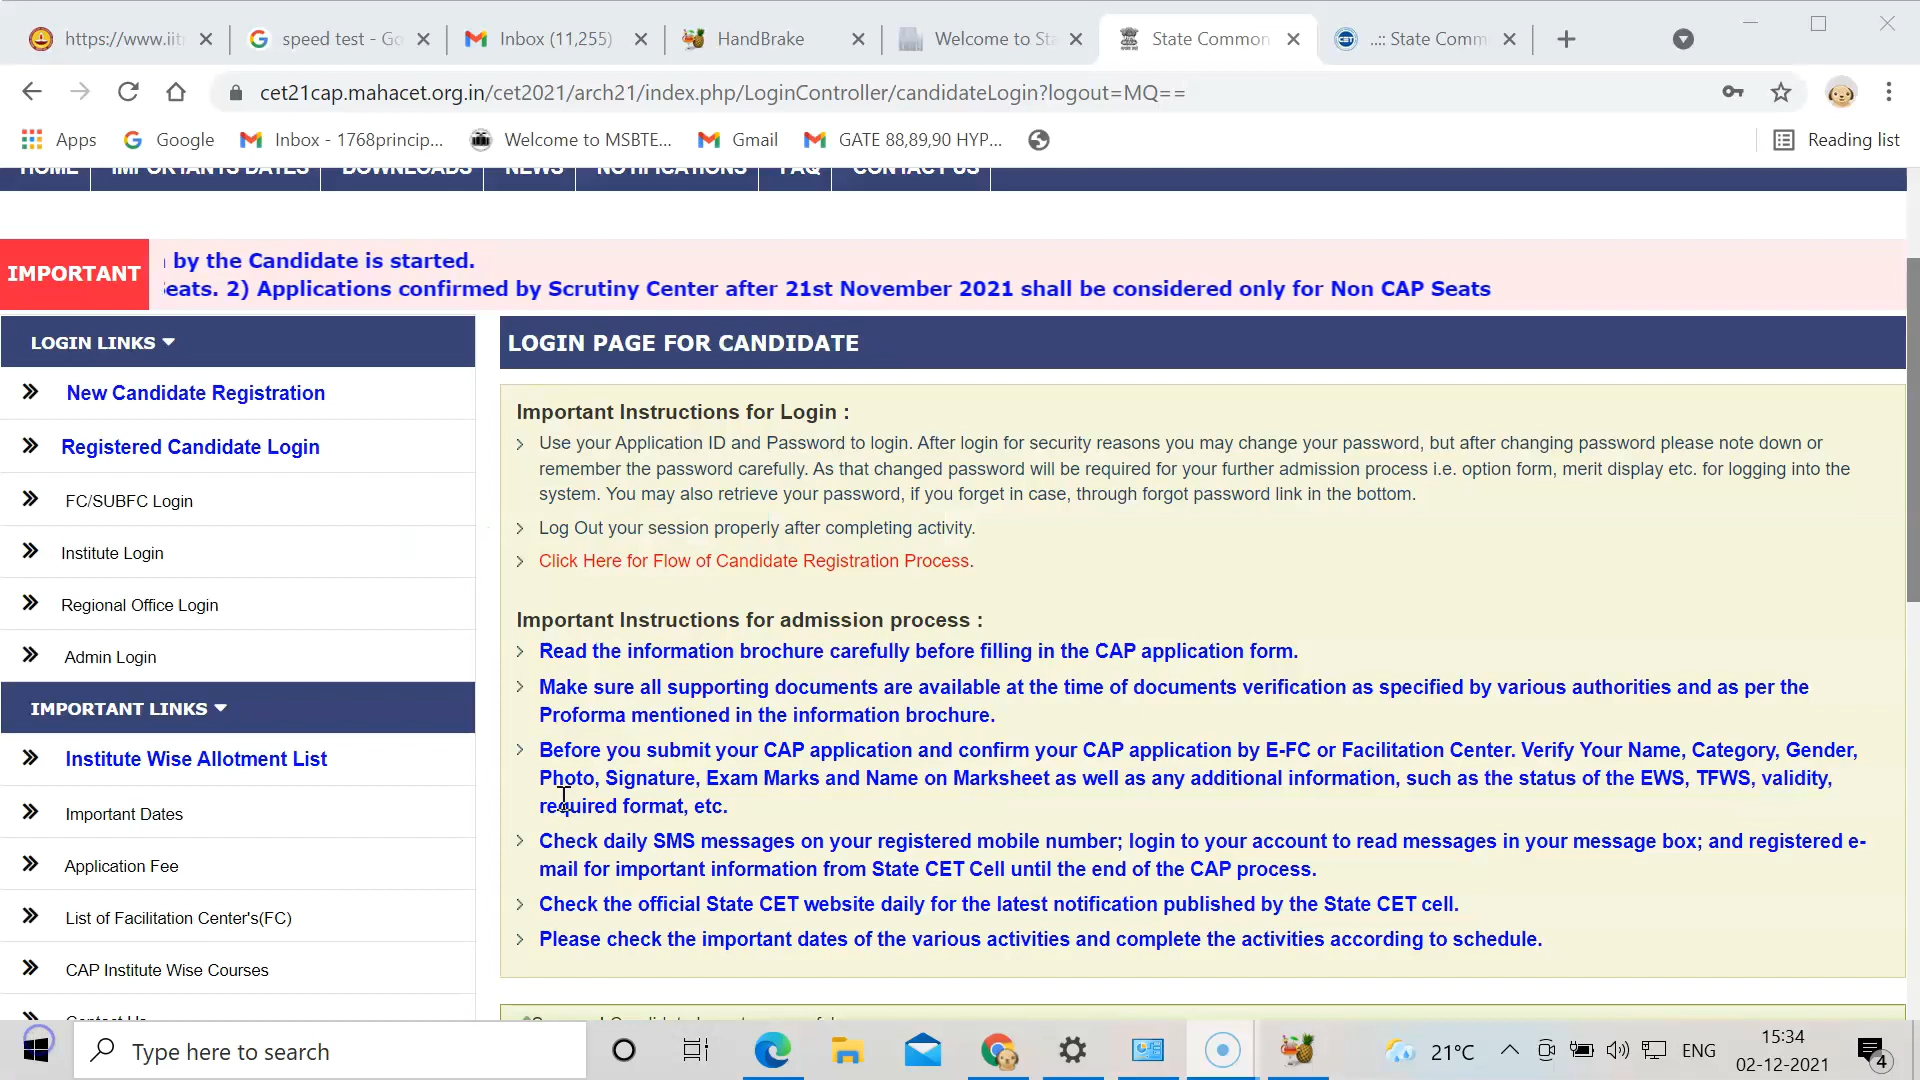 https://www.iit
speed test - Go
Inbox (11,255)
HandBrake
Welcome to Sta
State Common
..:: State Comm
cet21cap.mahacet.org.in/cet2021/arch21/index.php/LoginController/candidateLogin?logout=MQ==
Apps
Google
Inbox - 1768princip...
Welcome to MSBTE...
Gmail
GATE 88,89,90 HYP...
Reading list
HOME
IMPORTANTS DATES
DOWNLOADS
NEWS
NOTIFICATIONS
FAQ
CONTACT US
IMPORTANT
by the Candidate is started.
eats. 2) Applications confirmed by Scrutiny Center after 21st November 2021 shall be considered only for Non CAP Seats
LOGIN LINKS
New Candidate Registration
Registered Candidate Login
FC/SUBFC Login
Institute Login
Regional Office Login
Admin Login
IMPORTANT LINKS
Institute Wise Allotment List
Important Dates
Application Fee
List of Facilitation Center's(FC)
CAP Institute Wise Courses
Contact Us
LOGIN PAGE FOR CANDIDATE
Important Instructions for Login :
Use your Application ID and Password to login. After login for security reasons you may change your password, but after changing password please note down or
remember the password carefully. As that changed password will be required for your further admission process i.e. option form, merit display etc. for logging into the
system. You may also retrieve your password, if you forget in case, through forgot password link in the bottom.
Log Out your session properly after completing activity.
Click Here for Flow of Candidate Registration Process.
Important Instructions for admission process :
Read the information brochure carefully before filling in the CAP application form.
Make sure all supporting documents are available at the time of documents verification as specified by various authorities and as per the
Proforma mentioned in the information brochure.
Before you submit your CAP application and confirm your CAP application by E-FC or Facilitation Center. Verify Your Name, Category, Gender,
Photo, Signature, Exam Marks and Name on Marksheet as well as any additional information, such as the status of the EWS, TFWS, validity,
required format, etc.
Check daily SMS messages on your registered mobile number; login to your account to read messages in your message box; and registered e-
mail for important information from State CET Cell until the end of the CAP process.
Check the official State CET website daily for the latest notification published by the State CET cell.
Please check the important dates of the various activities and complete the activities according to schedule.
Type here to search
21°C
ENG
15:34
02-12-2021
4